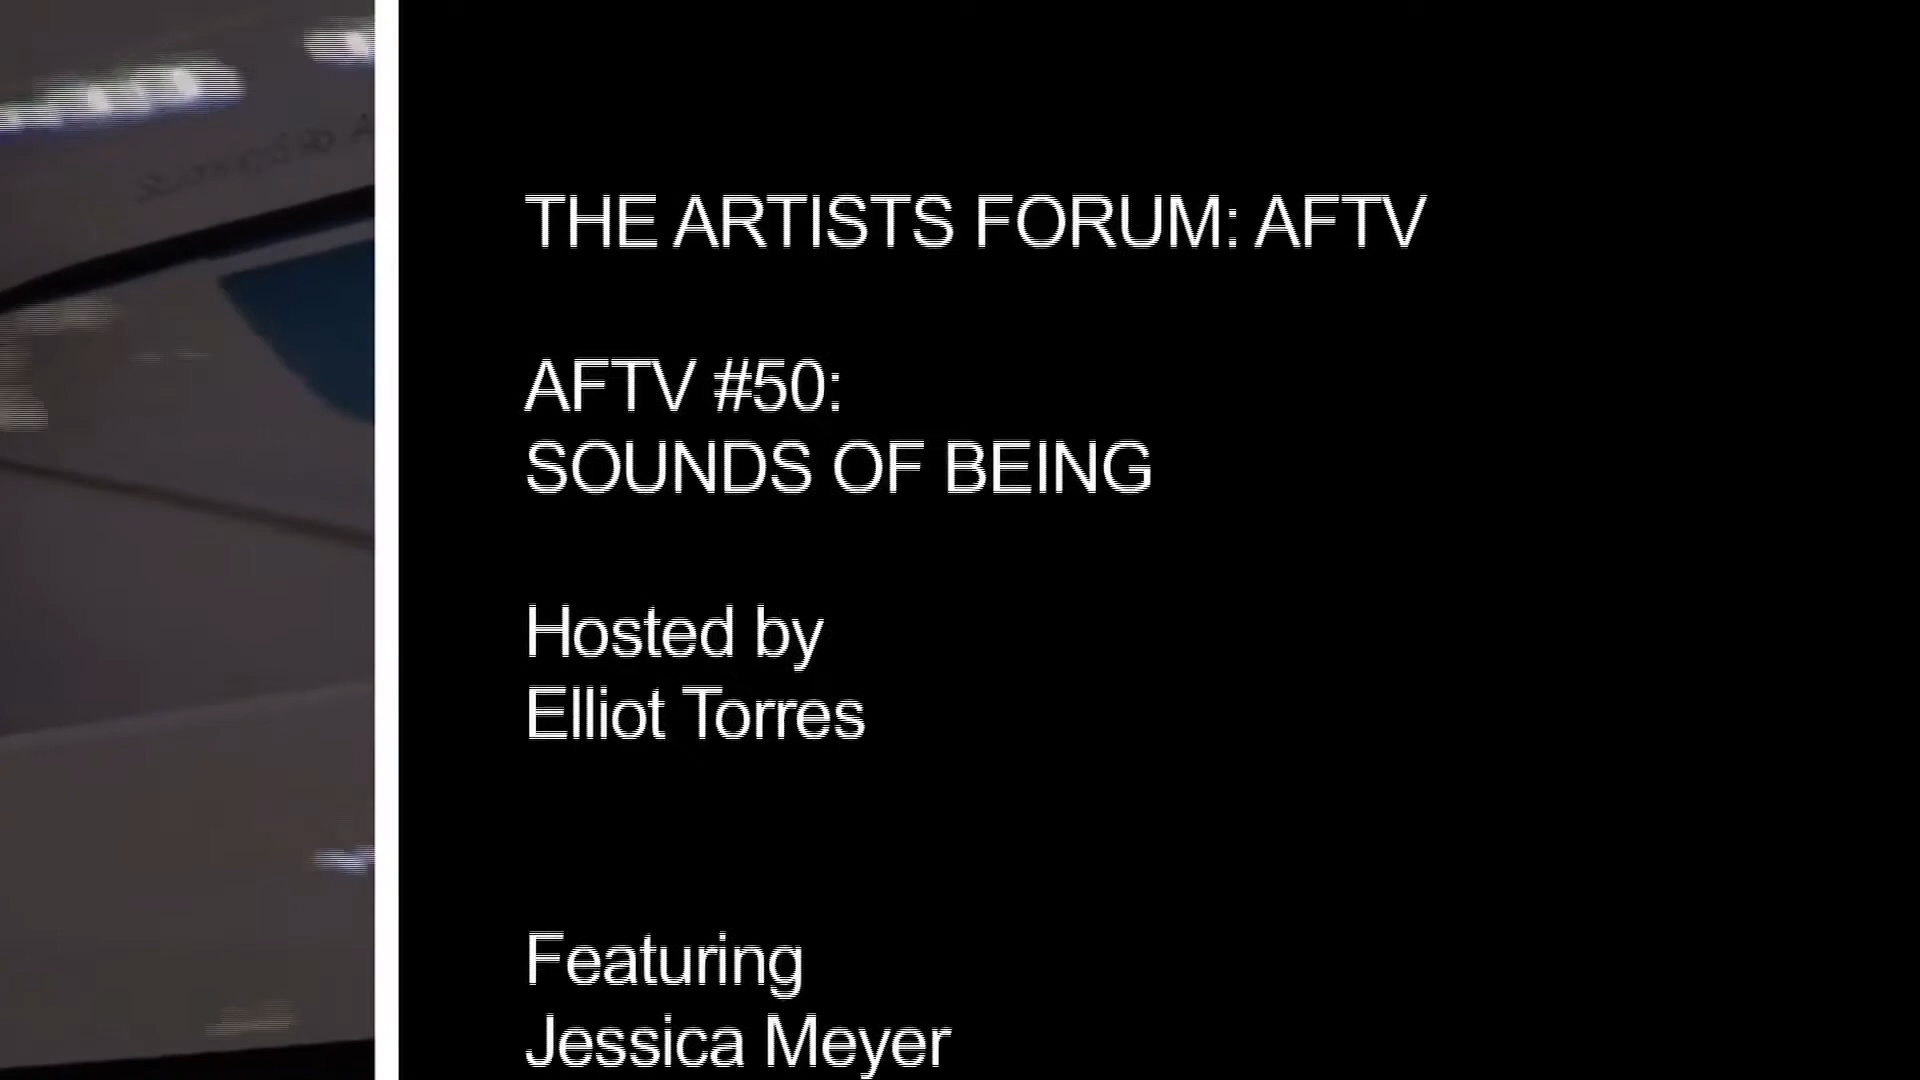 THE ARTISTS FORUM: AFTV
AFTV #50:
SOUNDS OF BEING
Hosted by
Elliot Torres
Featuring
Jessica Meyer